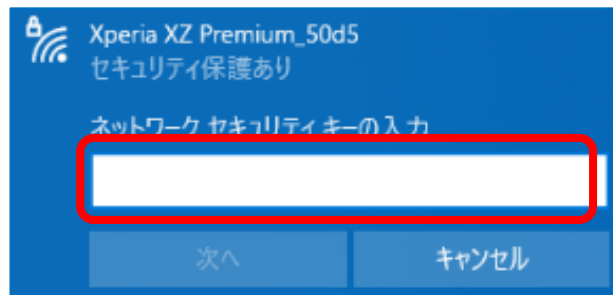 Xperia XZ Premium_50d5
セキュリティ保護あり
ネットワーク セキュリティ キーの入力
次へ
キャンセル